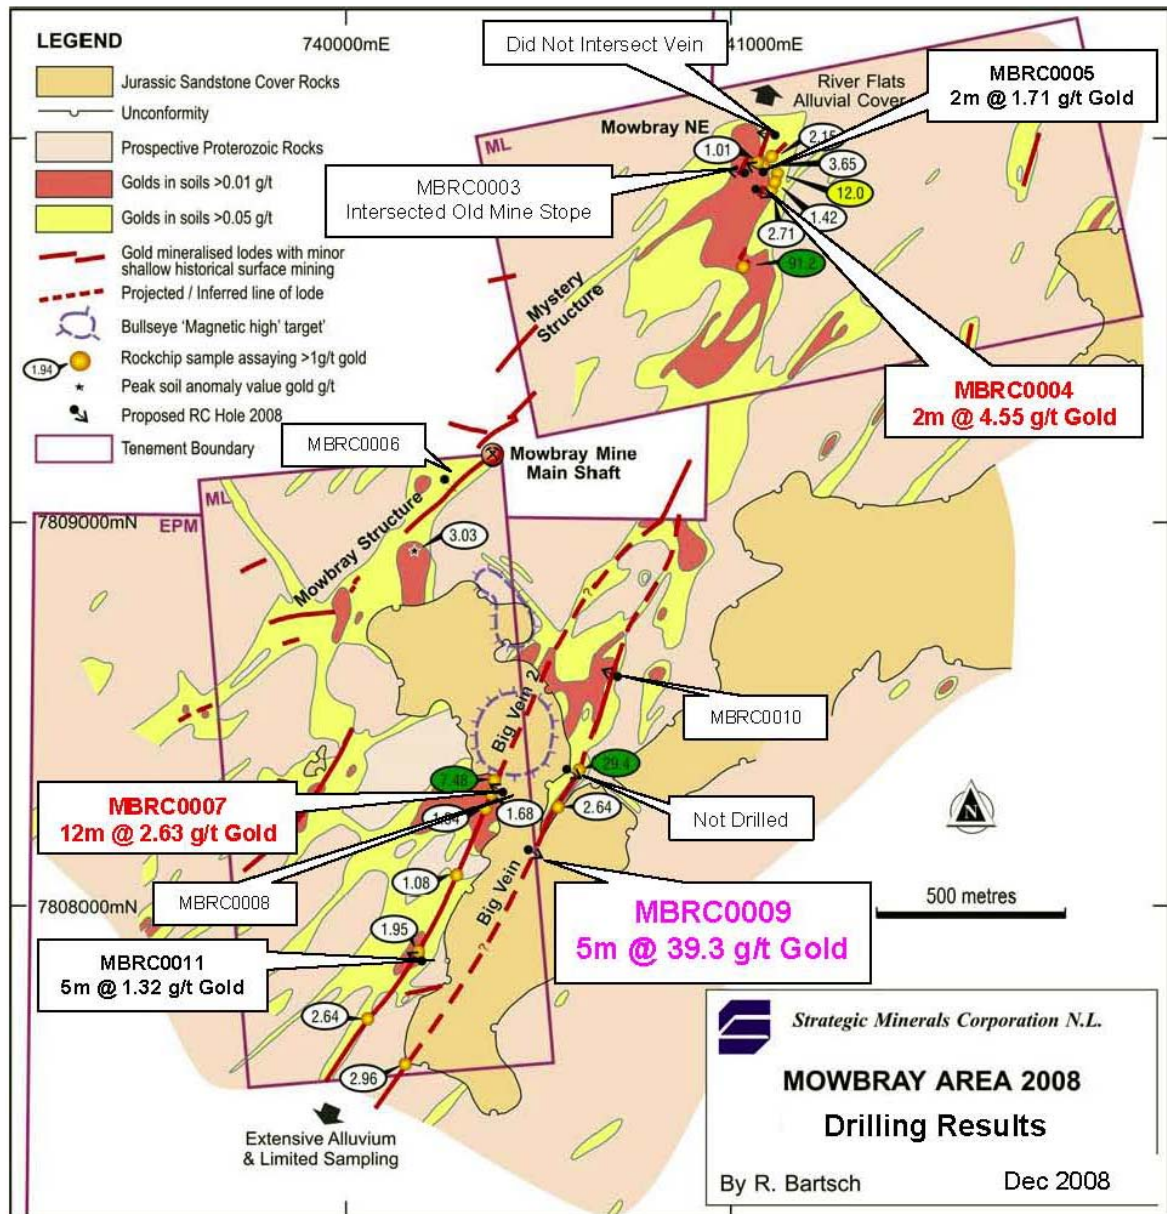 LEGEND
Jurassic Sandstone Cover Rocks
Unconformity
Prospective Proterozoic Rocks
Golds in soils >0.01 g/t
Golds in soils >0.05 g/t
Gold mineralised lodes with minor
shallow historical surface mining
Projected / Inferred line of lode
Bullseye 'Magnetic high' target'
1.94
Rockchip sample assaying >1g/t gold
Peak soil anomaly value gold g/t
Proposed RC Hole 2008
Tenement Boundary
740000mE
41000mE
Did Not Intersect Vein
River Flats
Alluvial Cover
MBRC0005
2m @ 1.71 g/t Gold
ML
Mowbray NE
1.01
2.15
3.65
12.0
1.42
2.71
91.2
MBRC0003
Intersected Old Mine Stope
Mystery
Structure
MBRC0004
2m @ 4.55 g/t Gold
MBRC0006
Mowbray Mine
Main Shaft
7809000mN
ML
EPM
Mowbray Structure
3.03
?
Big Vein 2
MBRC0010
7.48
29.4
MBRC0007
12m @ 2.63 g/t Gold
1.68
2.64
Not Drilled
N
MBRC0008
1.08
Big Vein
MBRC0009
5m @ 39.3 g/t Gold
500 metres
7808000mN
1.95
?
MBRC0011
5m @ 1.32 g/t Gold
2.64
2.96
Extensive Alluvium
& Limited Sampling
Strategic Minerals Corporation N.L.
MOWBRAY AREA 2008
Drilling Results
By R. Bartsch
Dec 2008